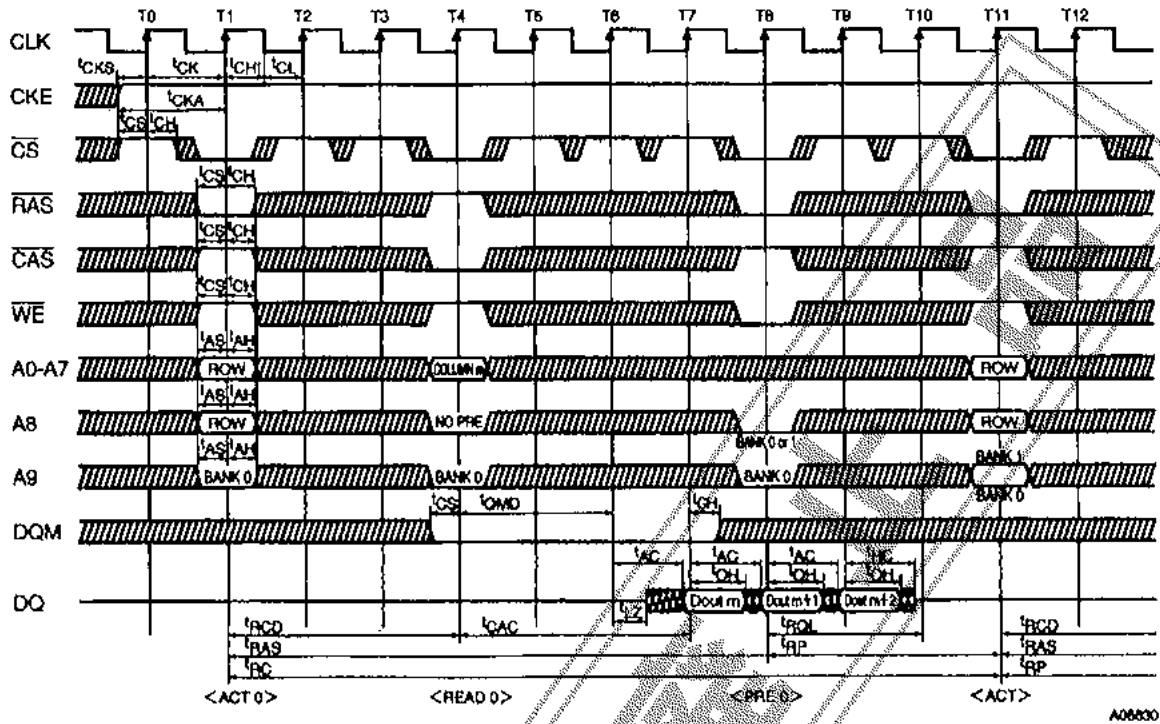 T0 T1 T2 T3 T4 T5 T6 T7 T8 T9 T10 T11 T12
CLK
tCKS tCK tCH tCL
CKE
tCKA
tCS tCH
CS
tCS tCH
RAS
tCS tCH
CAS
tCS tCH
WE
tAS tAH
A0-A7 ROW COLUMN m ROW
tAS tAH
A8 ROW NO PRE ROW
tAS tAH BANK 0 or 1 BANK 1
A9 BANK 0 BANK 0 BANK 0 BANK 0
tCS tQMD tCH
DQM
tAC tAC tAC
tOH tOH tOH
DQ Dout m Dout m+1 Dout m+2
tLZ
tRCD tCAC tRQL tRCD
tRAS tRP tRAS
tRC tRP
<ACT 0> <READ 0> <PRE 0> <ACT>